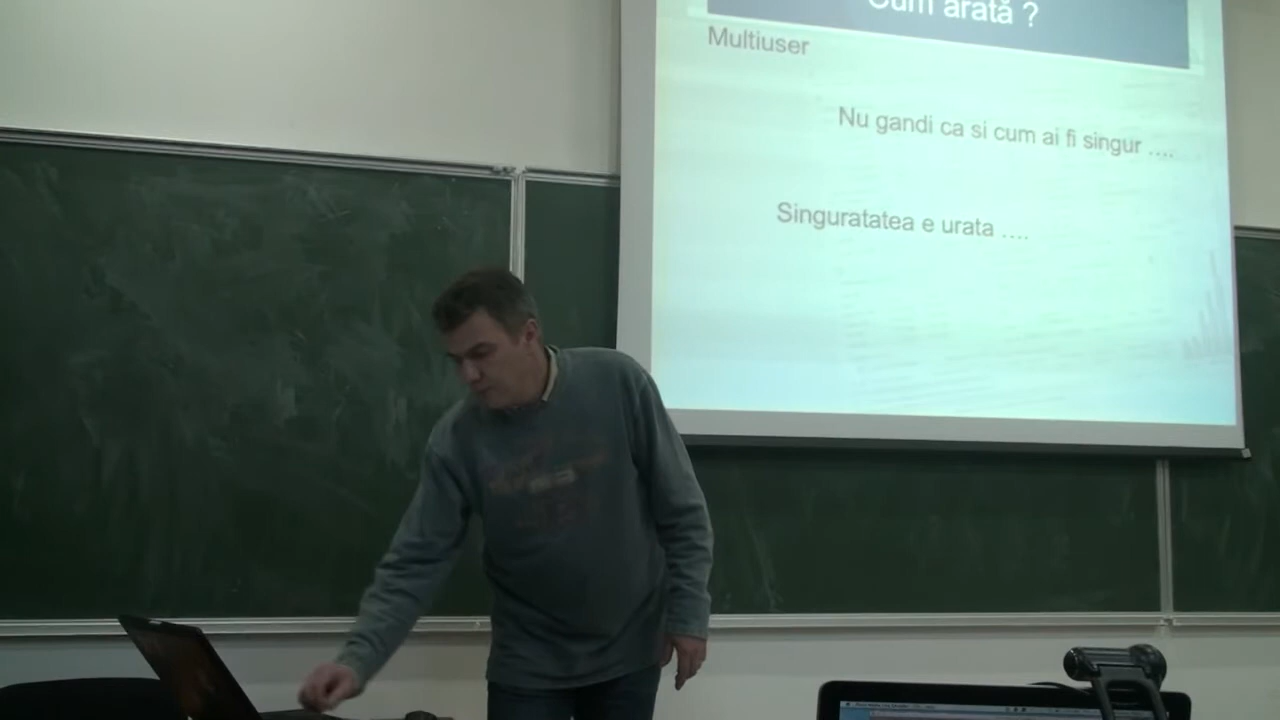 Cum arată ?
Multiuser
Nu gandi ca si cum ai fi singur ....
Singuratatea e urata ....